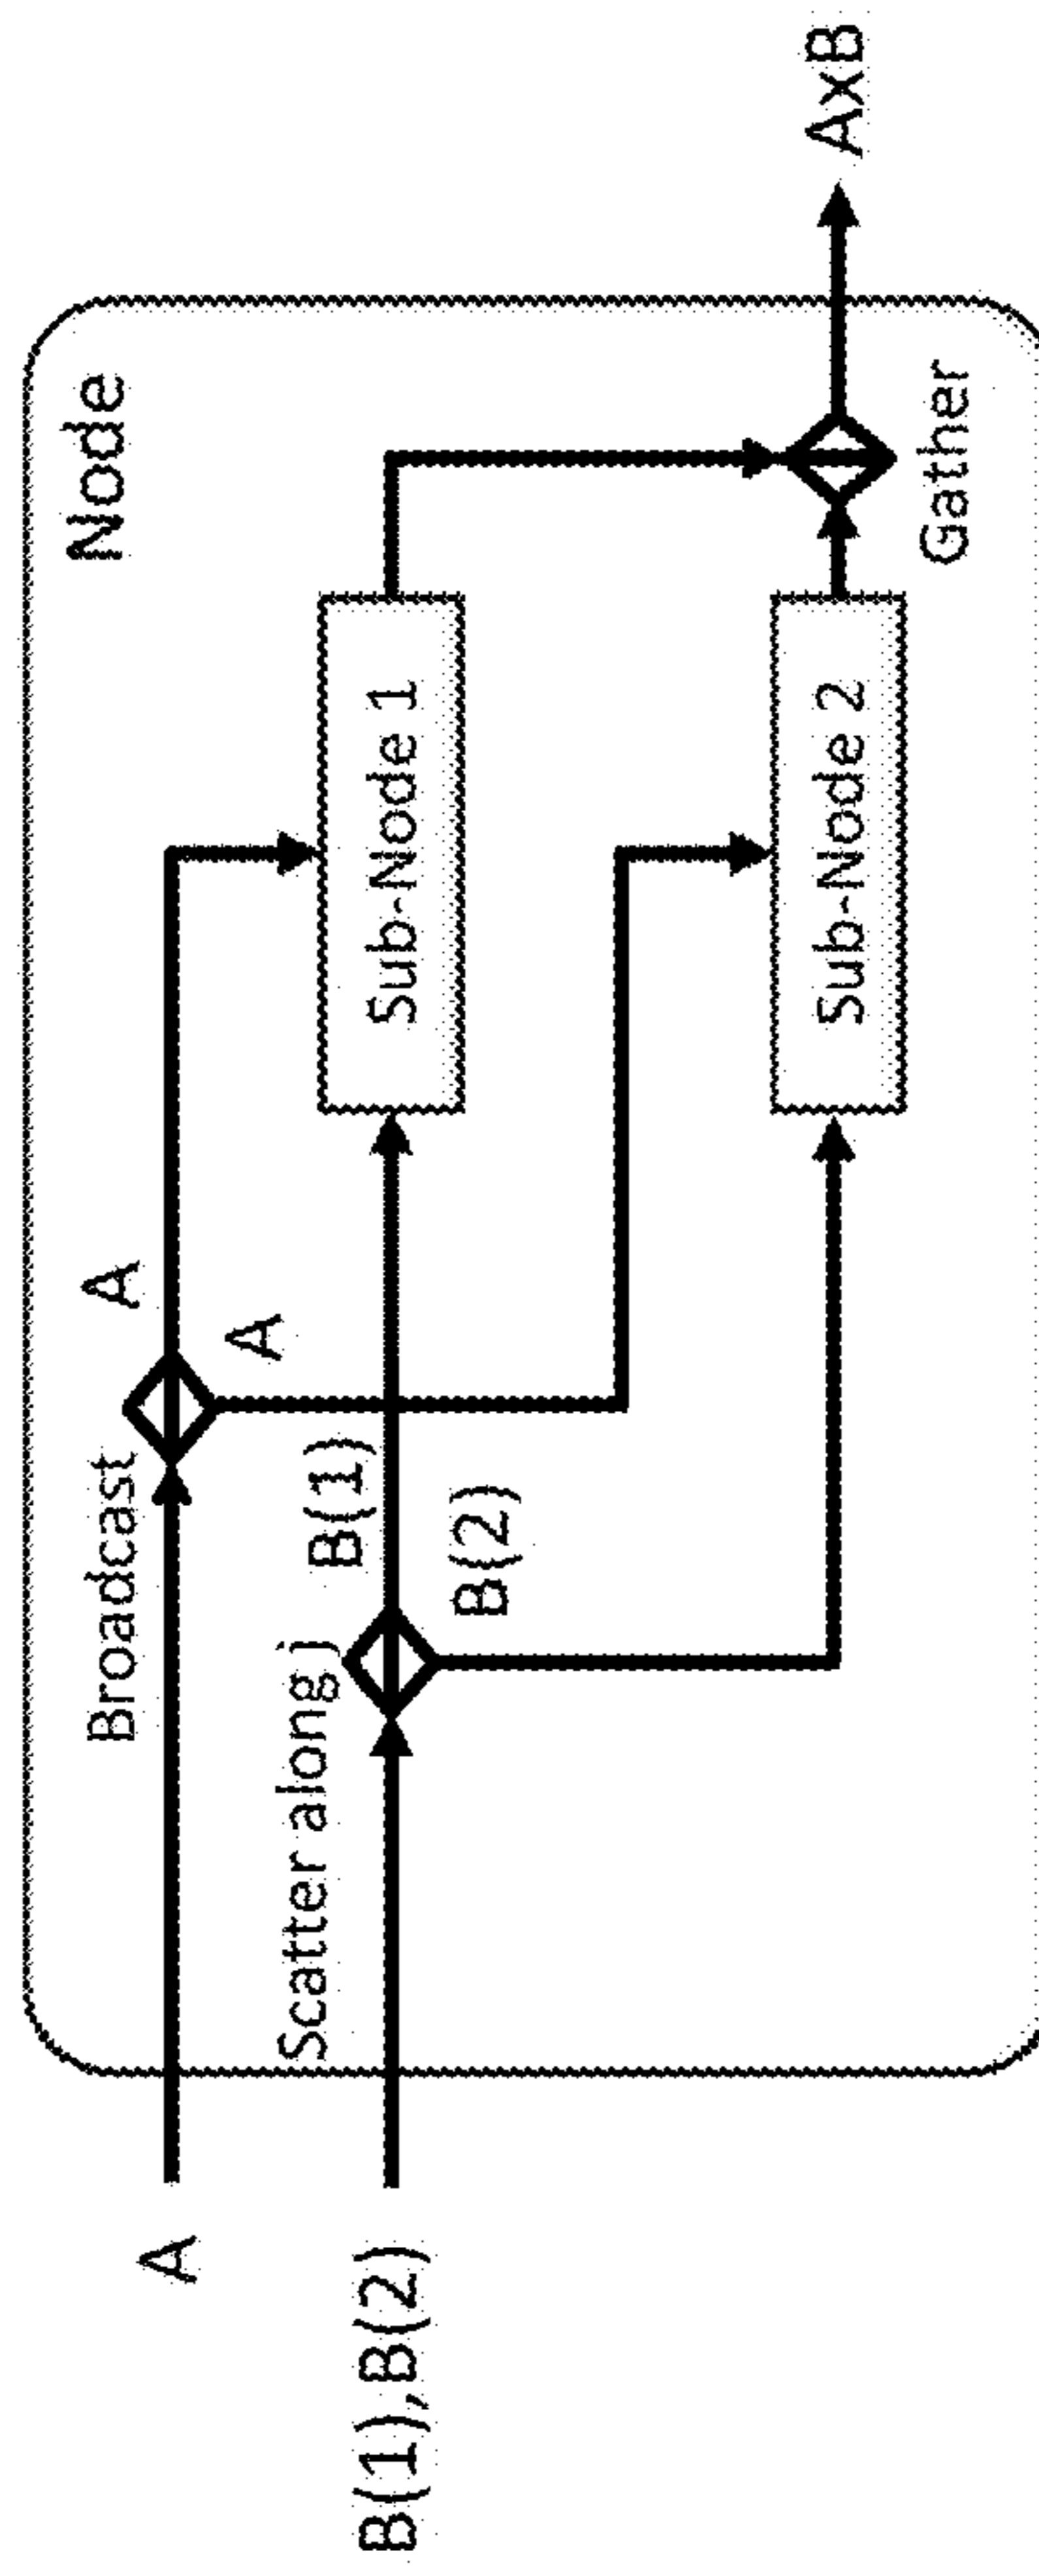 Node
Broadcast
A
A
A
Scatter along j
B(1)
B(2)
B(1),B(2)
Sub-Node 1
Sub-Node 2
Gather
AxB